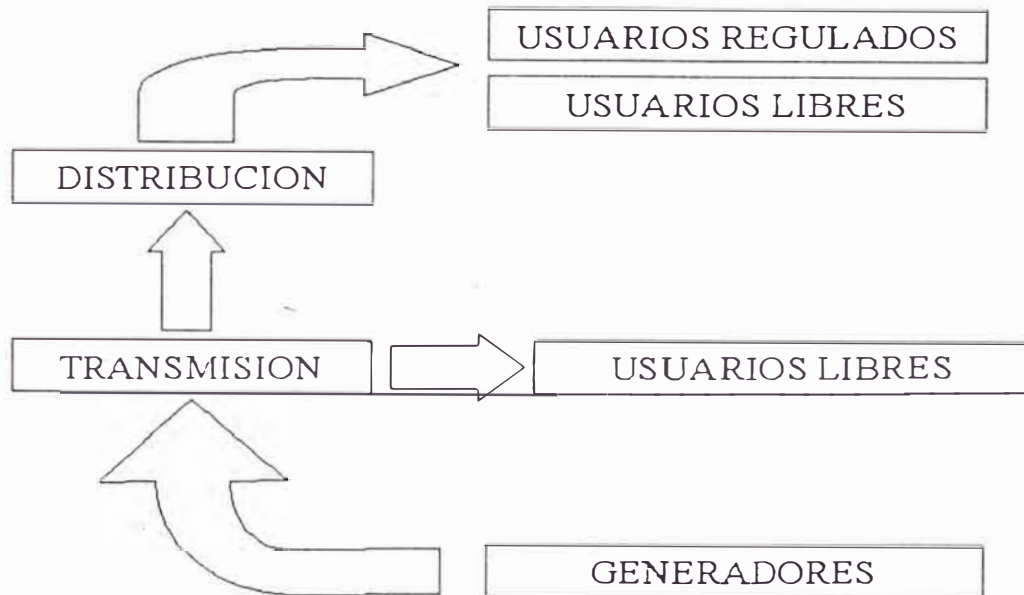 USUARIOS REGULADOS
USUARIOS LIBRES
DISTRIBUCION
TRANSMISION
USUARIOS LIBRES
GENERADORES